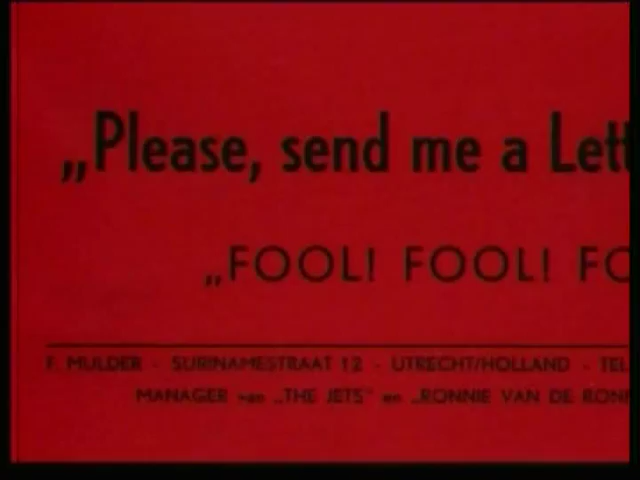 „Please, send me a Lett
„FOOL! FOOL! FO
F. MULDER - SURINAMESTRAAT 12 - UTRECHT/HOLLAND - TEL
MANAGER van „THE JETS" en „RONNIE VAN DE RON